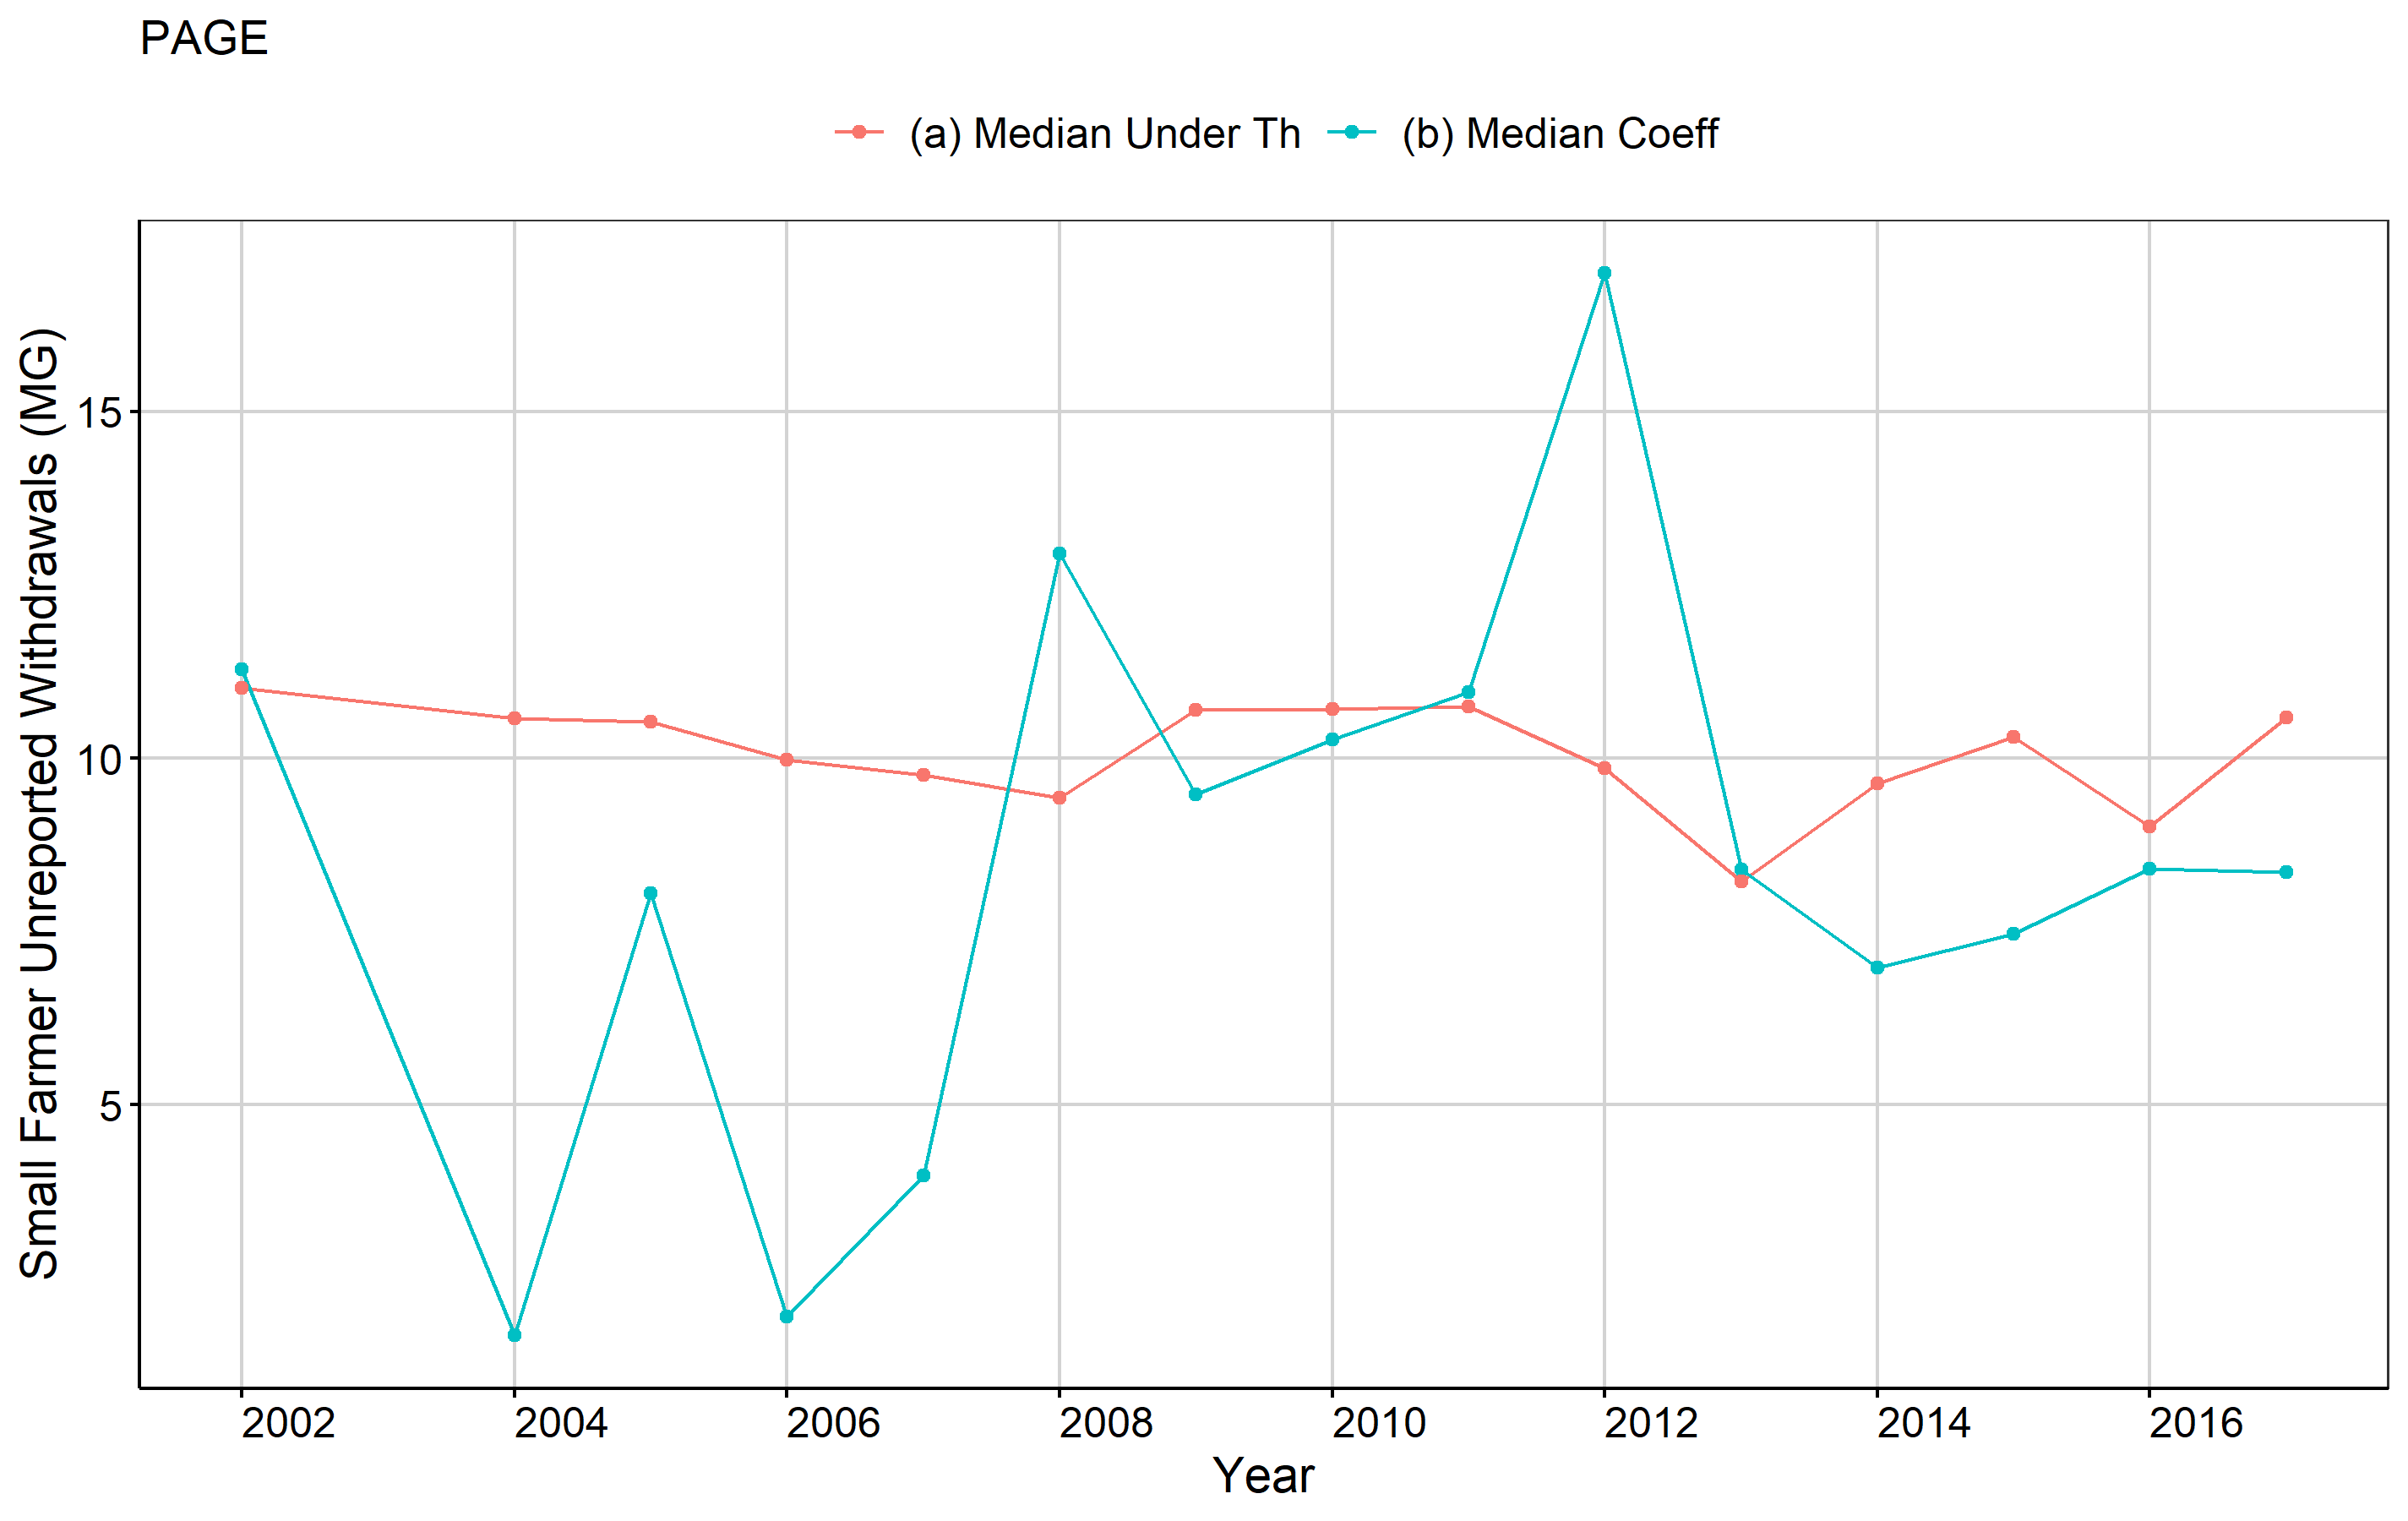 PAGE
(a) Median Under Th (b) Median Coeff
Small Farmer Unreported Withdrawals (MG)
15
10
5
2002 2004 2006 2008 2010 2012 2014 2016
Year